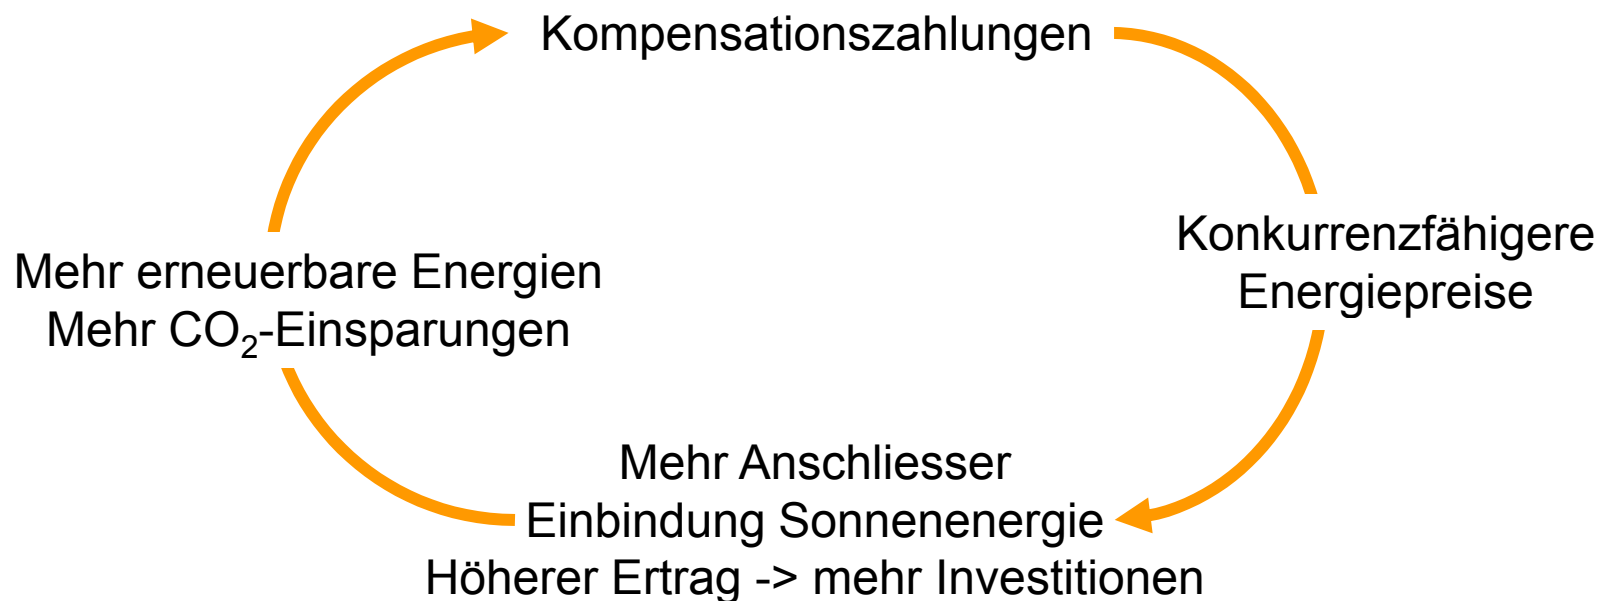 Kompensationszahlungen
Konkurrenzfähigere
Energiepreise
Mehr Anschliesser
Einbindung Sonnenenergie
Höherer Ertrag -> mehr Investitionen
Mehr erneuerbare Energien
Mehr CO₂-Einsparungen